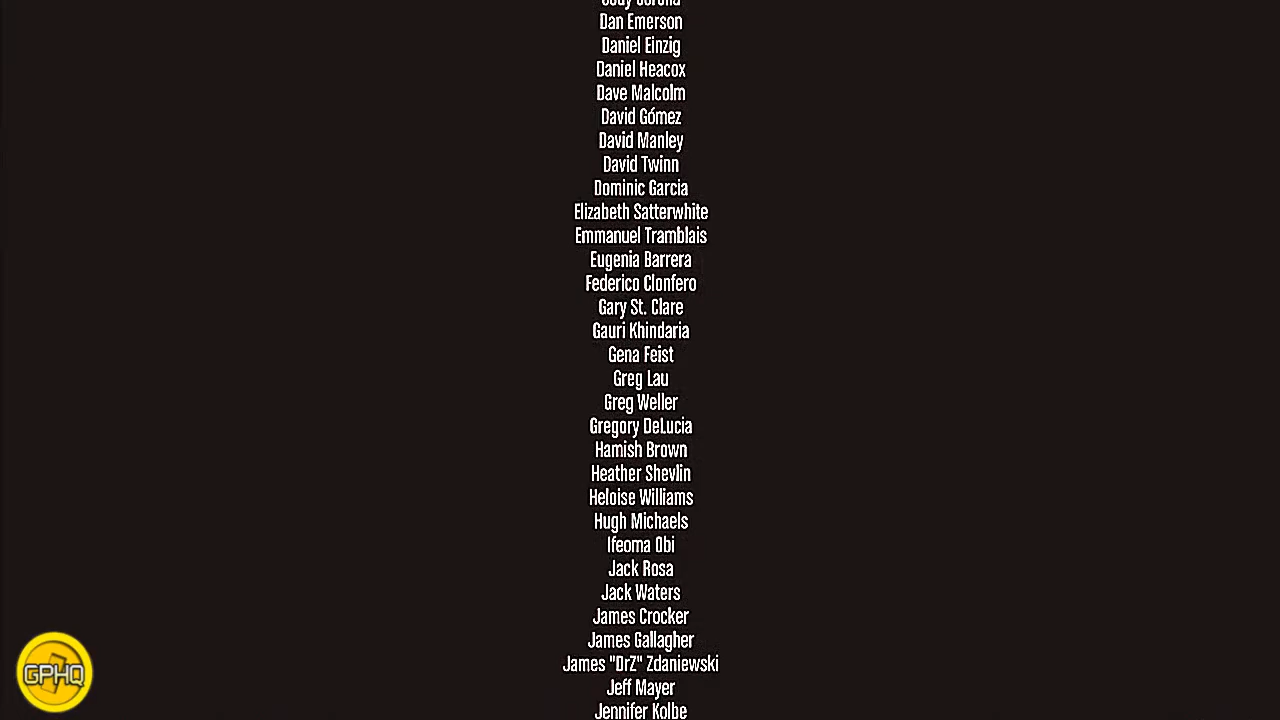 Dan Emerson
Daniel Einzig
Daniel Heacox
Dave Malcolm
David Gómez
David Manley
David Twinn
Dominic Garcia
Elizabeth Satterwhite
Emmanuel Tramblais
Eugenia Barrera
Federico Clonfero
Gary St. Clare
Gauri Khindaria
Gena Feist
Greg Lau
Greg Weller
Gregory DeLucia
Hamish Brown
Heather Shevlin
Heloise Williams
Hugh Michaels
Ifeoma Obi
Jack Rosa
Jack Waters
James Crocker
James Gallagher
James "DrZ" Zdaniewski
Jeff Mayer
Jennifer Kolbe
GPHQ